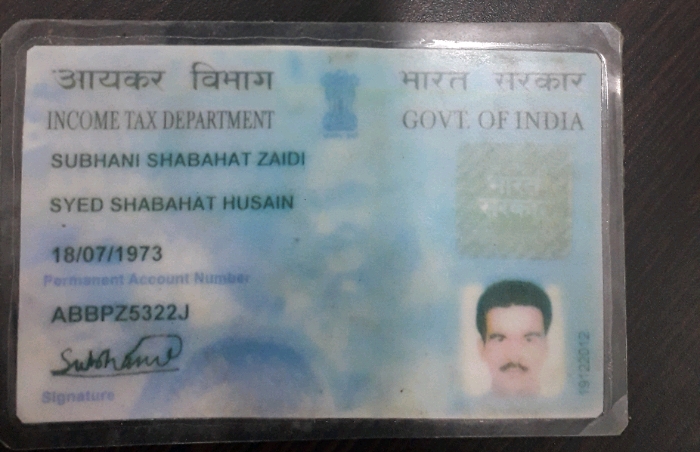 आयकर विभाग
भारत सरकार
INCOME TAX DEPARTMENT
GOVT. OF INDIA
SUBHANI SHABAHAT ZAIDI
SYED SHABAHAT HUSAIN
भारत
सरकार
18/07/1973
Permanent Account Number
ABBPZ5322J
Subhani
Signature
19122012